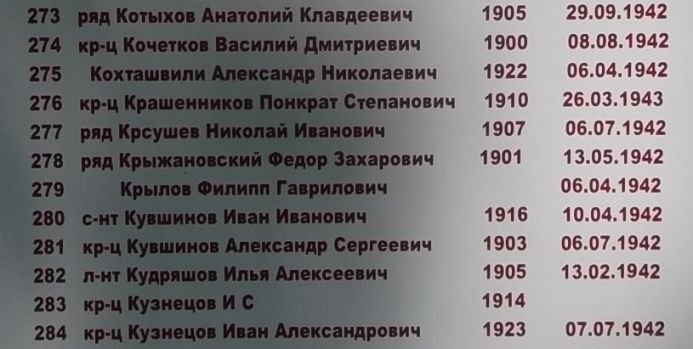 273 ряд Котыхов Анатолий Клавдеевич 1905 29.09.1942
274 кр-ц Кочетков Василий Дмитриевич 1900 08.08.1942
275 Кохташвили Александр Николаевич 1922 06.04.1942
276 кр-ц Крашенников Понкрат Степанович 1910 26.03.1943
277 ряд Крсушев Николай Иванович 1907 06.07.1942
278 ряд Крыжановский Федор Захарович 1901 13.05.1942
279 Крылов Филипп Гаврилович 06.04.1942
280 с-нт Кувшинов Иван Иванович 1916 10.04.1942
281 кр-ц Кувшинов Александр Сергеевич 1903 06.07.1942
282 л-нт Кудряшов Илья Алексеевич 1905 13.02.1942
283 кр-ц Кузнецов И С 1914
284 кр-ц Кузнецов Иван Александрович 1923 07.07.1942